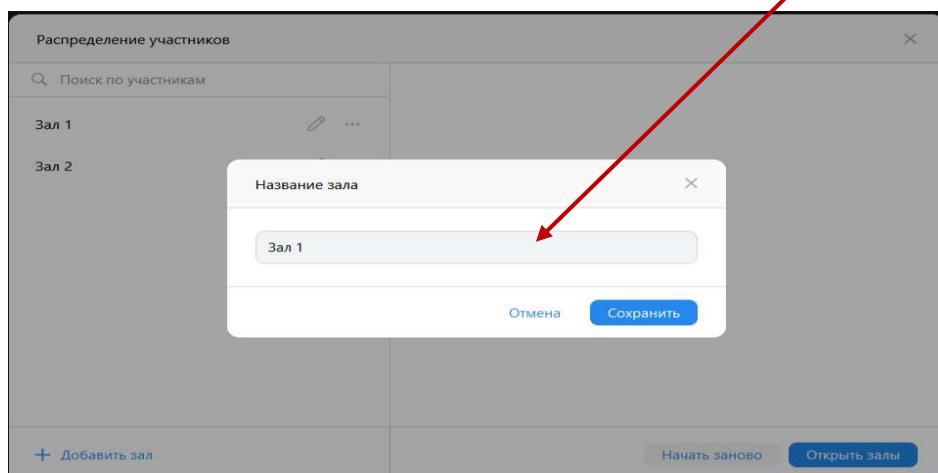 Распределение участников
Поиск по участникам
Зал 1
Зал 2
Название зала
Зал 1
Отмена
Сохранить
Добавить зал
Начать заново
Открыть залы